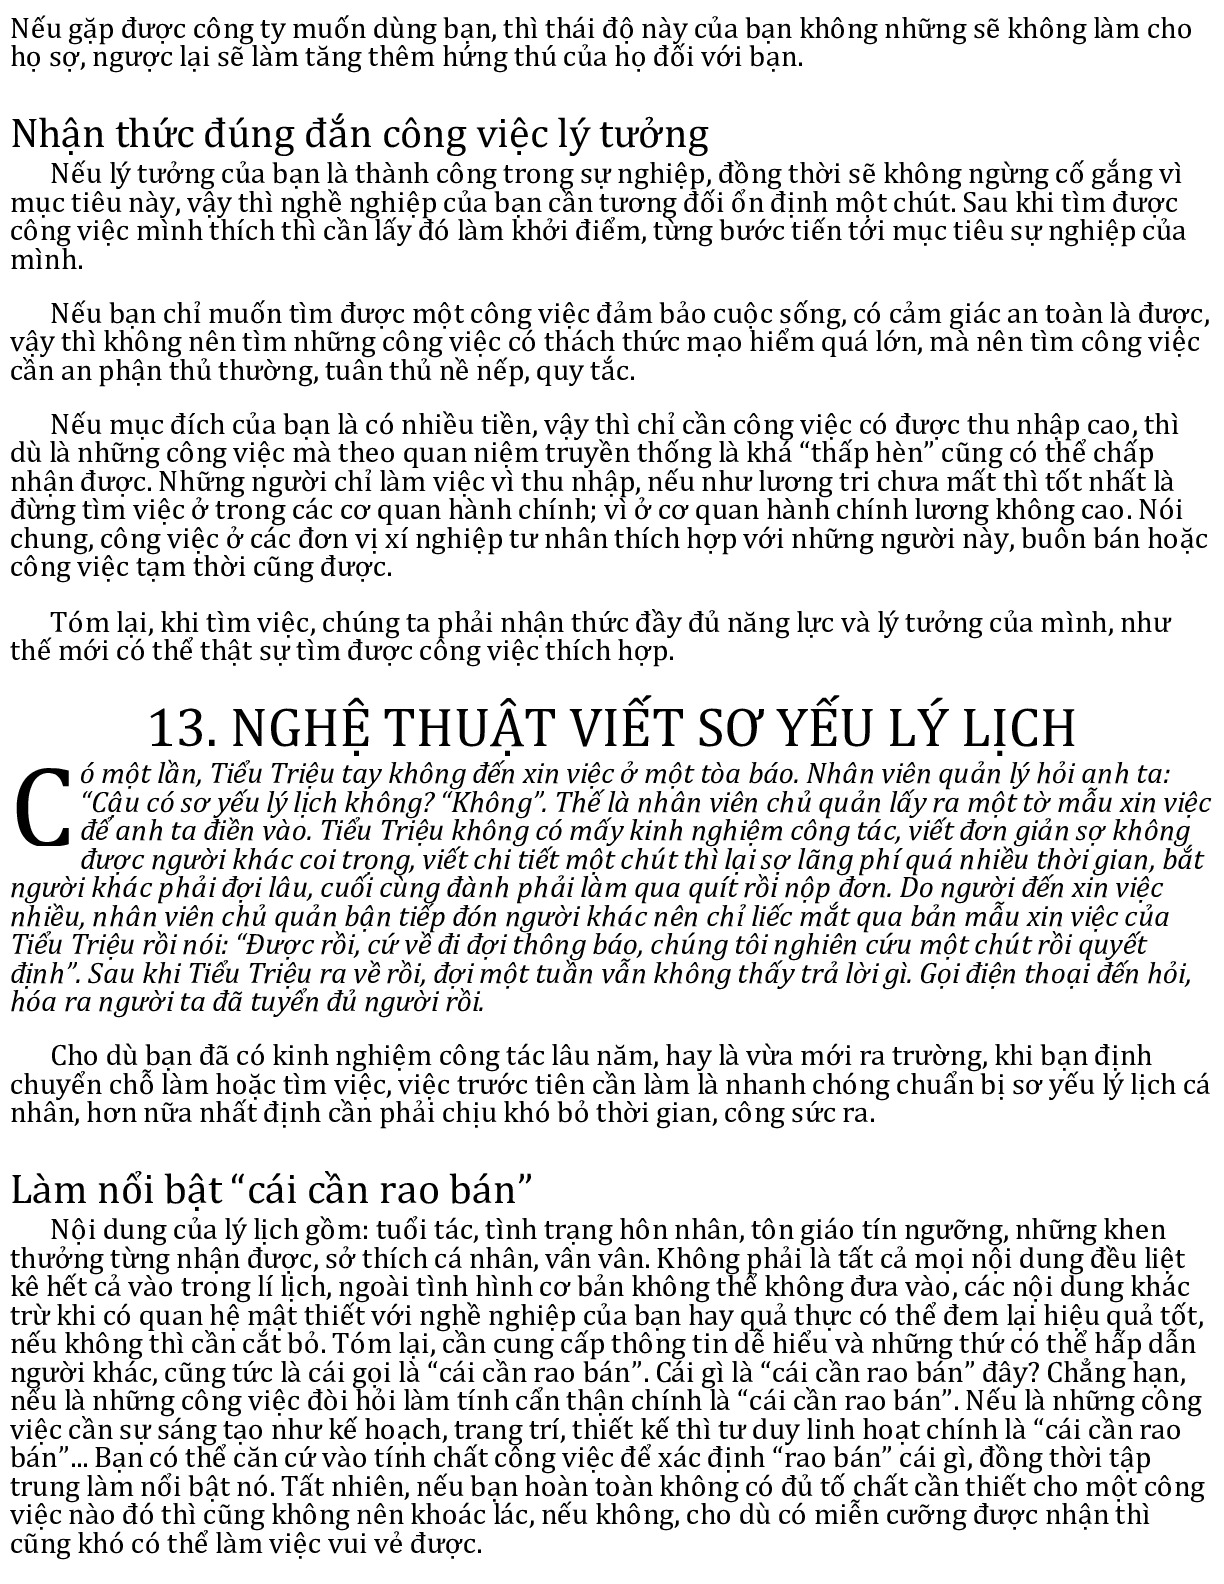 Nếu gặp được công ty muốn dùng bạn, thì thái độ này của bạn không những sẽ không làm cho
họ sợ, ngược lại sẽ làm tăng thêm hứng thú của họ đối với bạn.
Nhận thức đúng đắn công việc lý tưởng
Nếu lý tưởng của bạn là thành công trong sự nghiệp, đồng thời sẽ không ngừng cố gắng vì
mục tiêu này, vậy thì nghề nghiệp của bạn cần tương đối ổn định một chút. Sau khi tìm được
công việc mình thích thì cần lấy đó làm khởi điểm, từng bước tiến tới mục tiêu sự nghiệp của
mình.
Nếu bạn chỉ muốn tìm được một công việc đảm bảo cuộc sống, có cảm giác an toàn là được,
vậy thì không nên tìm những công việc có thách thức mạo hiểm quá lớn, mà nên tìm công việc
cần an phận thủ thường, tuân thủ nề nếp, quy tắc.
Nếu mục đích của bạn là có nhiều tiền, vậy thì chỉ cần công việc có được thu nhập cao, thì
dù là những công việc mà theo quan niệm truyền thống là khá “thấp hèn” cũng có thể chấp
nhận được. Những người chỉ làm việc vì thu nhập, nếu như lương tri chưa mất thì tốt nhất là
đừng tìm việc ở trong các cơ quan hành chính; vì ở cơ quan hành chính lương không cao. Nói
chung, công việc ở các đơn vị xí nghiệp tư nhân thích hợp với những người này, buôn bán hoặc
công việc tạm thời cũng được.
Tóm lại, khi tìm việc, chúng ta phải nhận thức đầy đủ năng lực và lý tưởng của mình, như
thế mới có thể thật sự tìm được công việc thích hợp.
13. NGHỆ THUẬT VIẾT SƠ YẾU LÝ LỊCH
Có một lần, Tiểu Triệu tay không đến xin việc ở một tòa báo. Nhân viên quản lý hỏi anh ta:
“Cậu có sơ yếu lý lịch không? “Không”. Thế là nhân viên chủ quản lấy ra một tờ mẫu xin việc
để anh ta điền vào. Tiểu Triệu không có mấy kinh nghiệm công tác, viết đơn giản sợ không
được người khác coi trọng, viết chi tiết một chút thì lại sợ lãng phí quá nhiều thời gian, bắt
người khác phải đợi lâu, cuối cùng đành phải làm qua quít rồi nộp đơn. Do người đến xin việc
nhiều, nhân viên chủ quản bận tiếp đón người khác nên chỉ liếc mắt qua bản mẫu xin việc của
Tiểu Triệu rồi nói: “Được rồi, cứ về đi đợi thông báo, chúng tôi nghiên cứu một chút rồi quyết
định”. Sau khi Tiểu Triệu ra về rồi, đợi một tuần vẫn không thấy trả lời gì. Gọi điện thoại đến hỏi,
hóa ra người ta đã tuyển đủ người rồi.
Cho dù bạn đã có kinh nghiệm công tác lâu năm, hay là vừa mới ra trường, khi bạn định
chuyển chỗ làm hoặc tìm việc, việc trước tiên cần làm là nhanh chóng chuẩn bị sơ yếu lý lịch cá
nhân, hơn nữa nhất định cần phải chịu khó bỏ thời gian, công sức ra.
Làm nổi bật “cái cần rao bán”
Nội dung của lý lịch gồm: tuổi tác, tình trạng hôn nhân, tôn giáo tín ngưỡng, những khen
thưởng từng nhận được, sở thích cá nhân, vân vân. Không phải là tất cả mọi nội dung đều liệt
kê hết cả vào trong lí lịch, ngoài tình hình cơ bản không thể không đưa vào, các nội dung khác
trừ khi có quan hệ mật thiết với nghề nghiệp của bạn hay quả thực có thể đem lại hiệu quả tốt,
nếu không thì cần cắt bỏ. Tóm lại, cần cung cấp thông tin dễ hiểu và những thứ có thể hấp dẫn
người khác, cũng tức là cái gọi là “cái cần rao bán”. Cái gì là “cái cần rao bán” đây? Chẳng hạn,
nếu là những công việc đòi hỏi làm tính cẩn thận chính là “cái cần rao bán”. Nếu là những công
việc cần sự sáng tạo như kế hoạch, trang trí, thiết kế thì tư duy linh hoạt chính là “cái cần rao
bán”... Bạn có thể căn cứ vào tính chất công việc để xác định “rao bán” cái gì, đồng thời tập
trung làm nổi bật nó. Tất nhiên, nếu bạn hoàn toàn không có đủ tố chất cần thiết cho một công
việc nào đó thì cũng không nên khoác lác, nếu không, cho dù có miễn cưỡng được nhận thì
cũng khó có thể làm việc vui vẻ được.